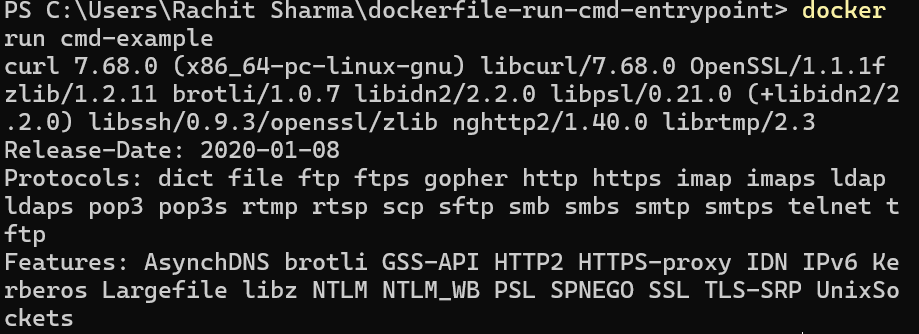 PS C:\Users\Rachit Sharma\dockerfile-run-cmd-entrypoint> docker
run cmd-example
curl 7.68.0 (x86_64-pc-linux-gnu) libcurl/7.68.0 OpenSSL/1.1.1f
zlib/1.2.11 brotli/1.0.7 libidn2/2.2.0 libpsl/0.21.0 (+libidn2/2
.2.0) libssh/0.9.3/openssl/zlib nghttp2/1.40.0 librtmp/2.3
Release-Date: 2020-01-08
Protocols: dict file ftp ftps gopher http https imap imaps ldap
ldaps pop3 pop3s rtmp rtsp scp sftp smb smbs smtp smtps telnet t
ftp
Features: AsynchDNS brotli GSS-API HTTP2 HTTPS-proxy IDN IPv6 Ke
rberos Largefile libz NTLM NTLM_WB PSL SPNEGO SSL TLS-SRP UnixSo
ckets